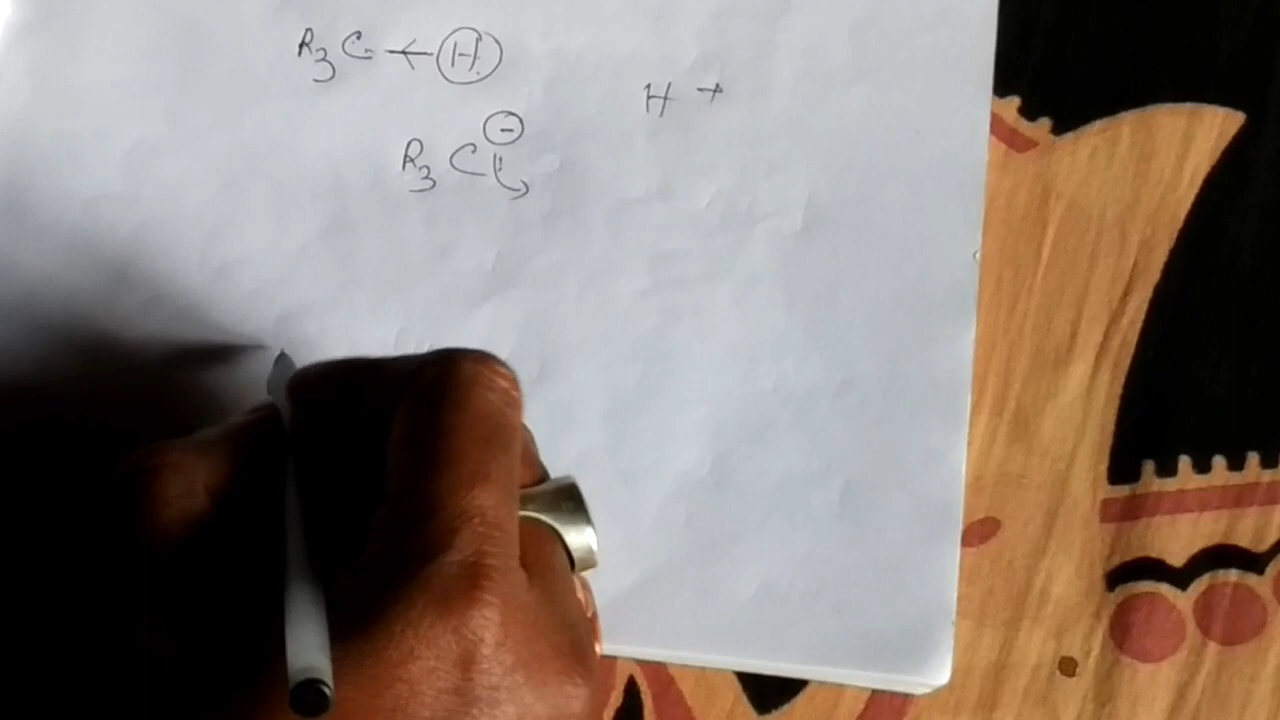 R₃C ← H
H +
R₃C ⊖